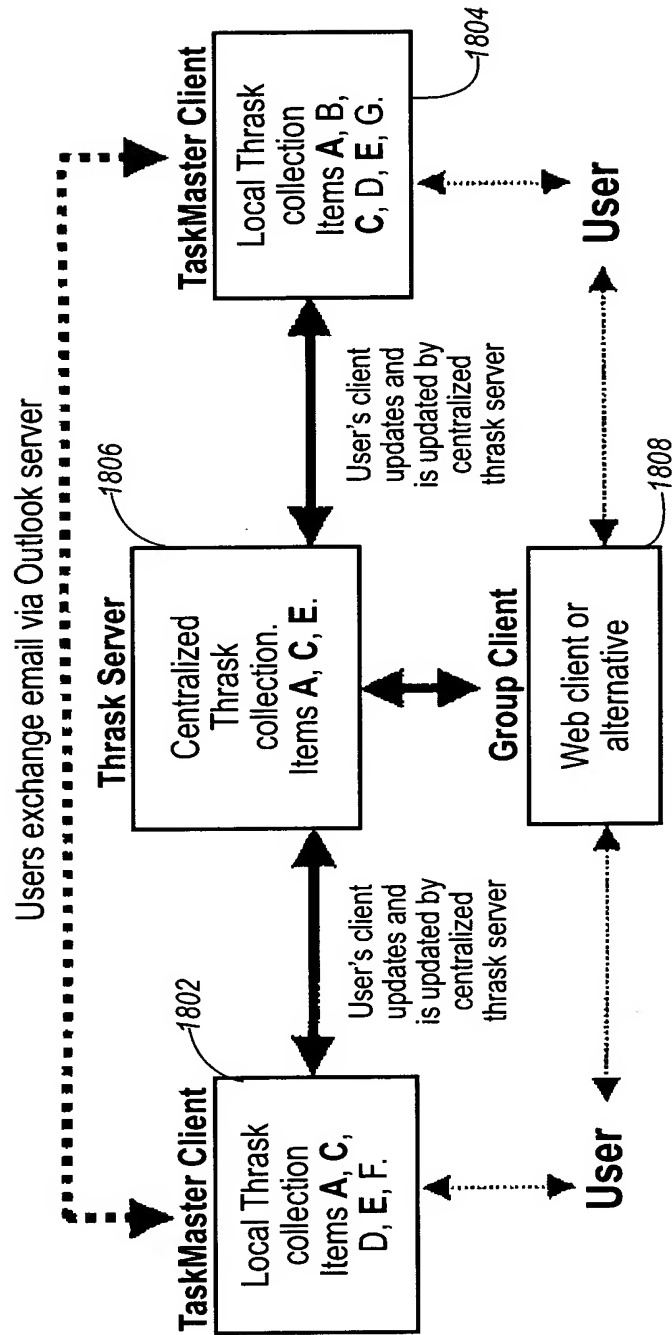 Users exchange email via Outlook server
TaskMaster Client
Local Thrask
collection
Items A, C,
D, E, F.
1802
User's client
updates and
is updated by
centralized
thrask server
Thrask Server
Centralized
Thrask
collection.
Items A, C, E.
1806
User's client
updates and
is updated by
centralized
thrask server
TaskMaster Client
Local Thrask
collection
Items A, B,
C, D, E, G.
1804
User
Group Client
Web client or
alternative
1808
User